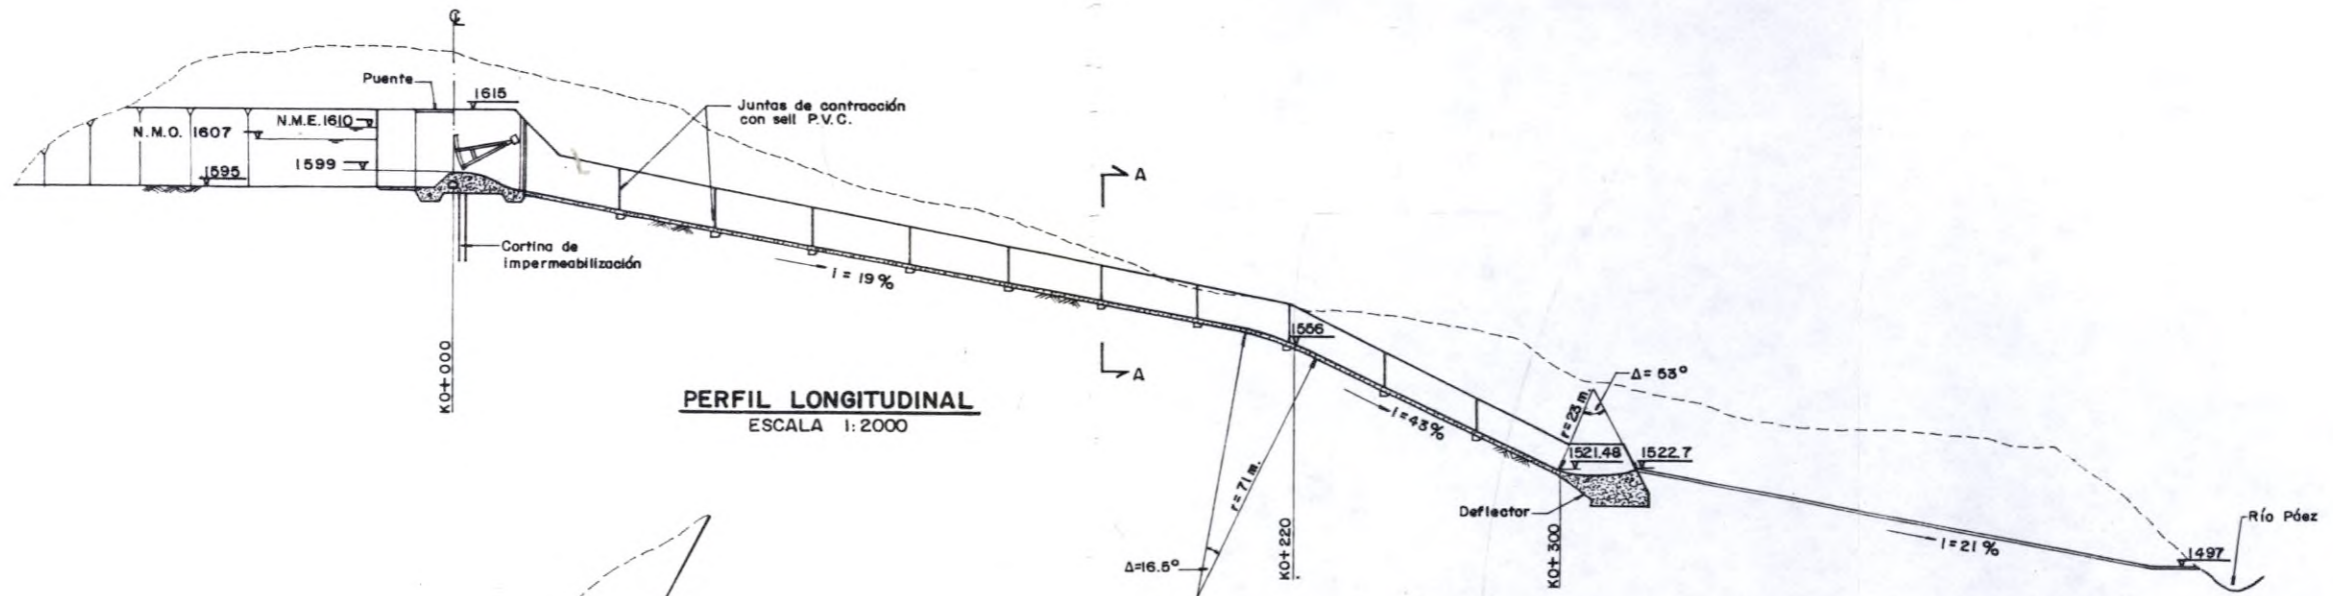 ℄
Puente
1615
N.M.E. 1610
N.M.O. 1607
1599
1595
Juntas de contracción
con sell P.V.C.
Cortina de
impermeabilización
i = 19%
A
A
K0+000
PERFIL LONGITUDINAL
ESCALA 1:2000
1556
i=43%
r=71 m.
Δ=16.5°
K0+220
Δ= 53°
r=23 m
1521.48
1522.7
Deflector
K0+300
i=21%
1497
Río Páez